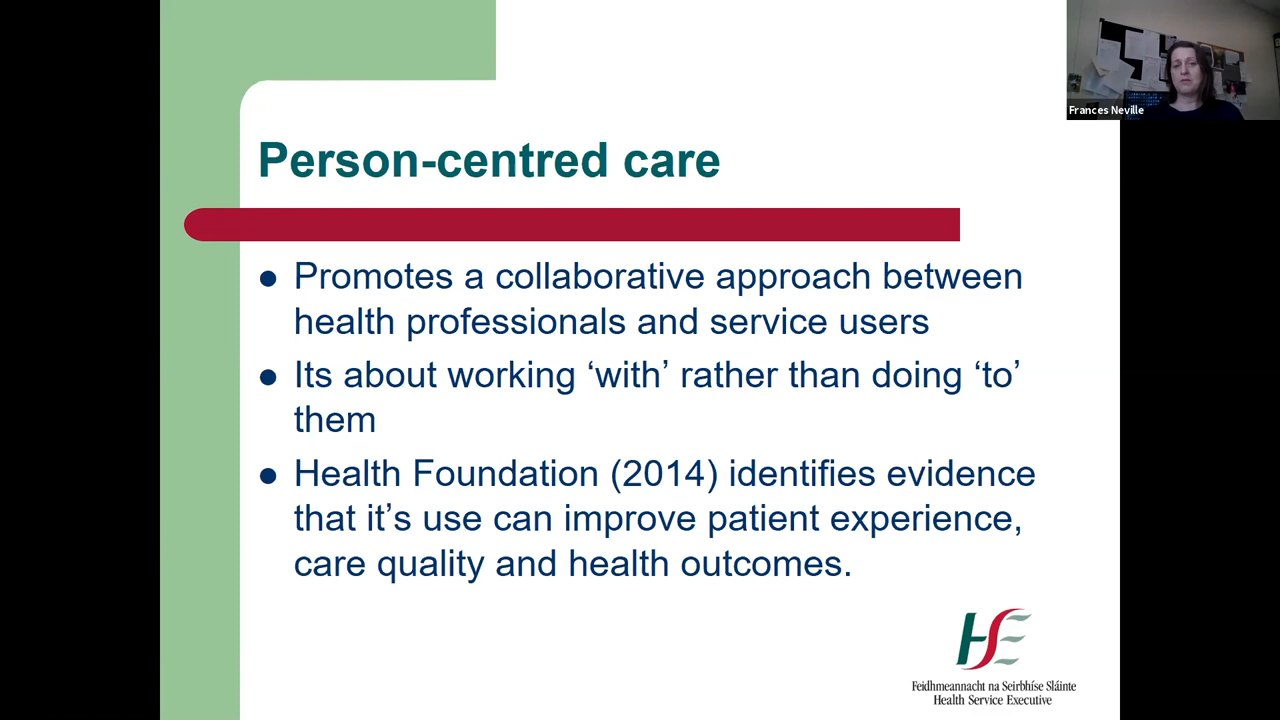 Frances Neville
Person-centred care
● Promotes a collaborative approach between
health professionals and service users
● Its about working ‘with’ rather than doing ‘to’
them
● Health Foundation (2014) identifies evidence
that it’s use can improve patient experience,
care quality and health outcomes.
HSE
Feidhmeannacht na Seirbhíse Sláinte
Health Service Executive